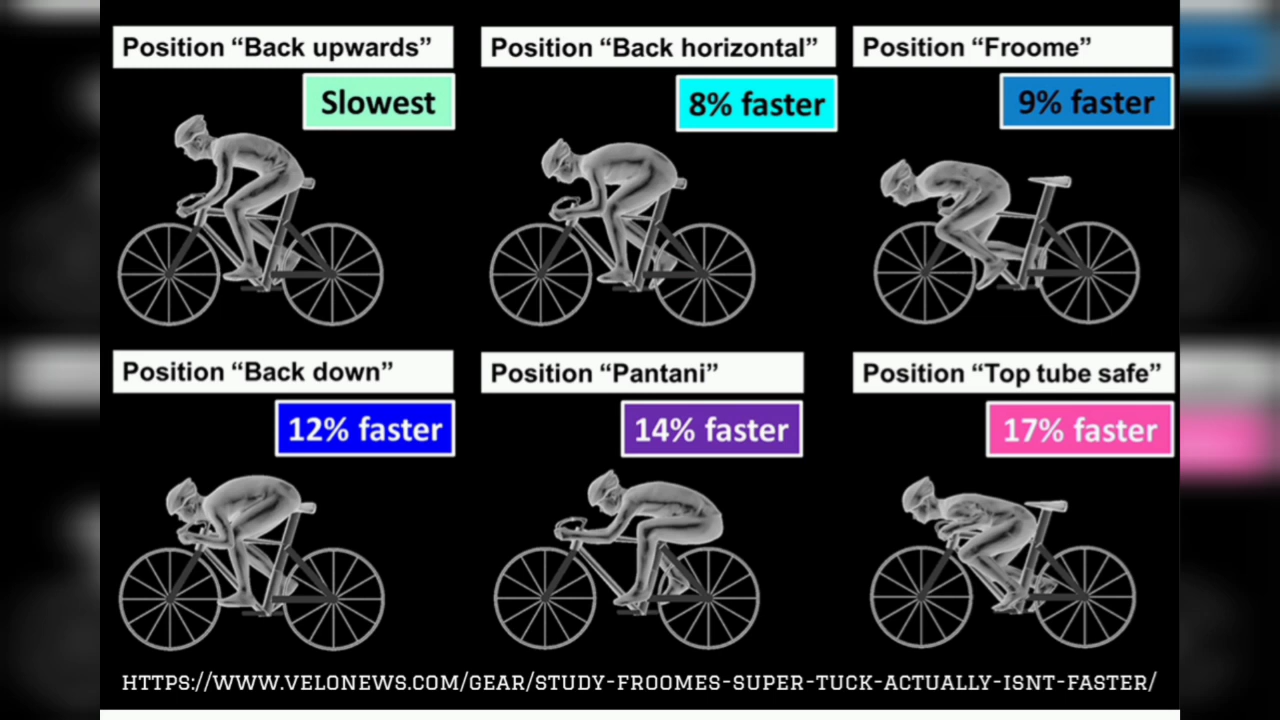 Position “Back upwards”
Slowest
Position “Back horizontal”
8% faster
Position “Froome”
9% faster
Position “Back down”
12% faster
Position “Pantani”
14% faster
Position “Top tube safe”
17% faster
HTTPS://WWW.VELONEWS.COM/GEAR/STUDY-FROOMES-SUPER-TUCK-ACTUALLY-ISNT-FASTER/